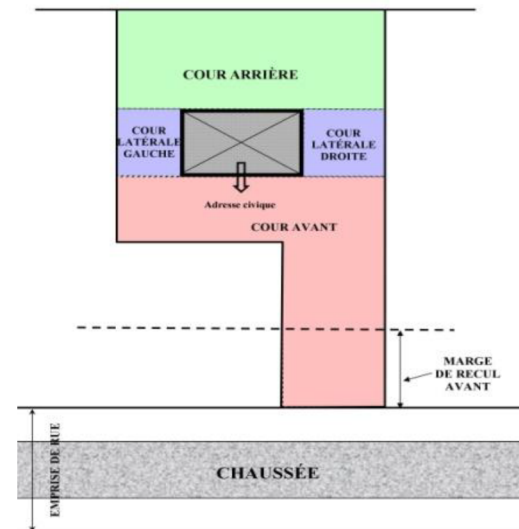 COUR ARRIÈRE
COUR
LATÉRALE
GAUCHE
COUR
LATÉRALE
DROITE
Adresse civique
COUR AVANT
MARGE
DE RECUL
AVANT
EMPRISE DE RUE
CHAUSSÉE